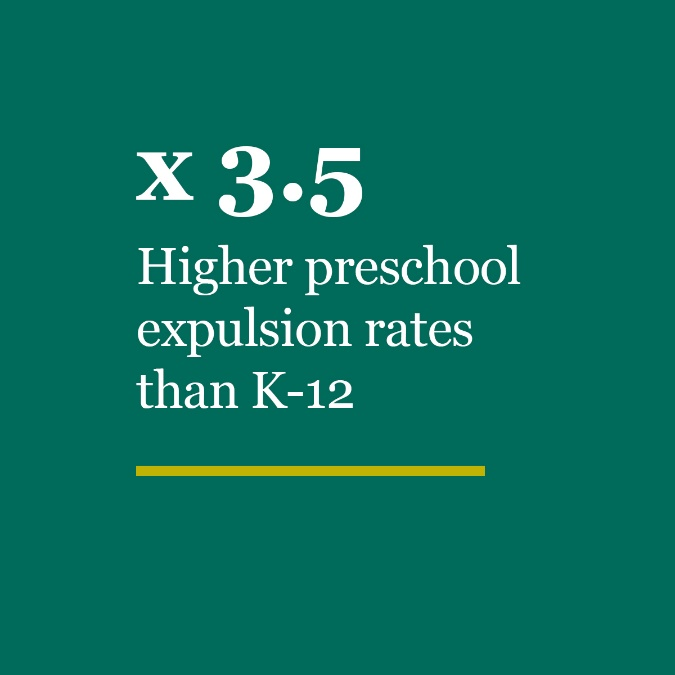 x 3.5
Higher preschool
expulsion rates
than K-12